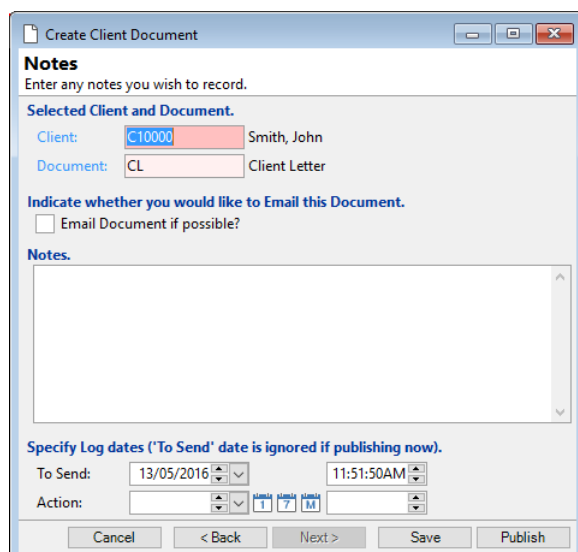 Create Client Document
Notes
Enter any notes you wish to record.
Selected Client and Document.
Client: C10000 Smith, John
Document: CL Client Letter
Indicate whether you would like to Email this Document.
Email Document if possible?
Notes.
Specify Log dates ('To Send' date is ignored if publishing now).
To Send: 13/05/2016 11:51:50AM
Action: 1 7 M
Cancel < Back Next > Save Publish